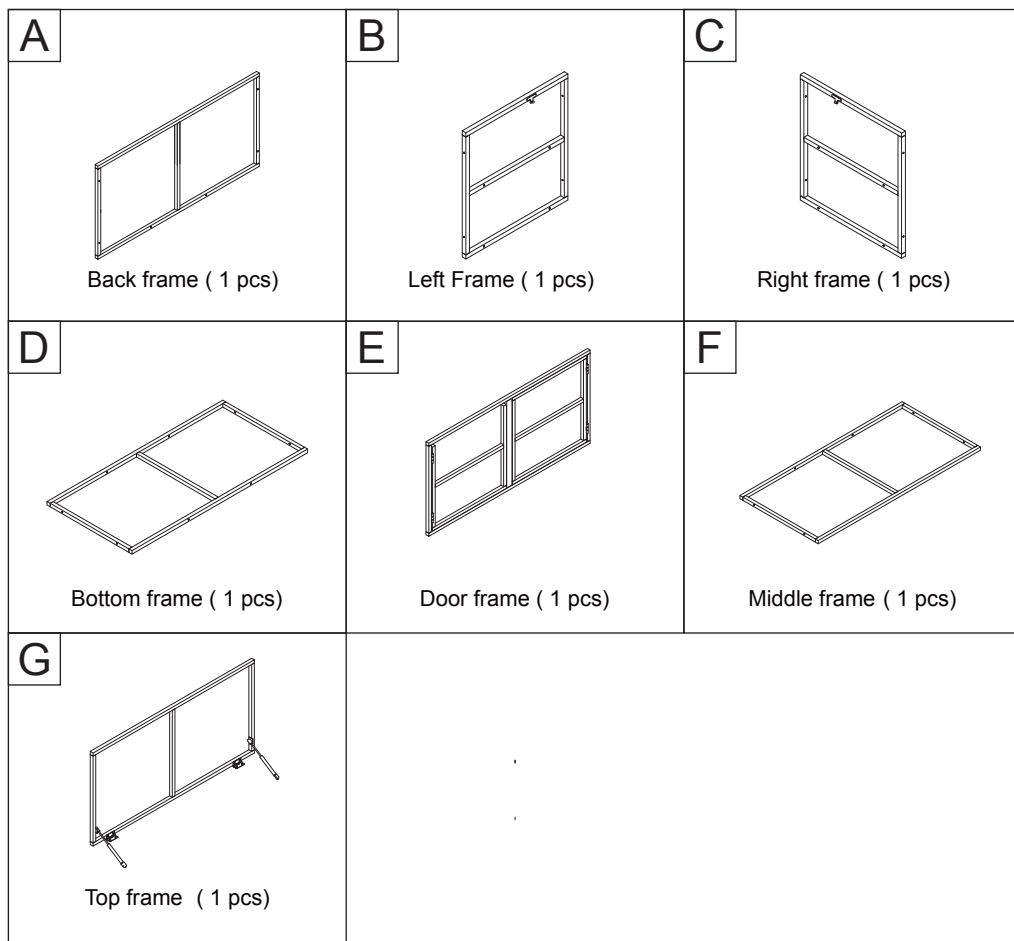 A
Back frame ( 1 pcs)
B
Left Frame ( 1 pcs)
C
Right frame ( 1 pcs)
D
Bottom frame ( 1 pcs)
E
Door frame ( 1 pcs)
F
Middle frame ( 1 pcs)
G
Top frame ( 1 pcs)